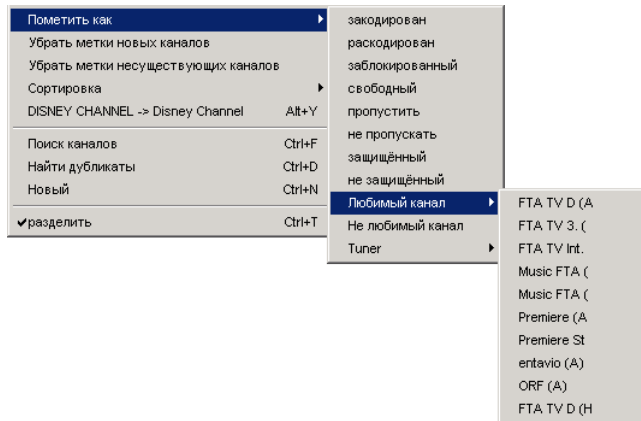 Пометить как
Убрать метки новых каналов
Убрать метки несуществующих каналов
Сортировка
DISNEY CHANNEL -> Disney Channel Alt+Y
Поиск каналов Ctrl+F
Найти дубликаты Ctrl+D
Новый Ctrl+N
разделить Ctrl+T
закодирован
раскодирован
заблокированный
свободный
пропустить
не пропускать
защищённый
не защищённый
Любимый канал
Не любимый канал
Tuner
FTA TV D (A
FTA TV 3. (
FTA TV Int.
Music FTA (
Music FTA (
Premiere (A
Premiere St
entavio (A)
ORF (A)
FTA TV D (H